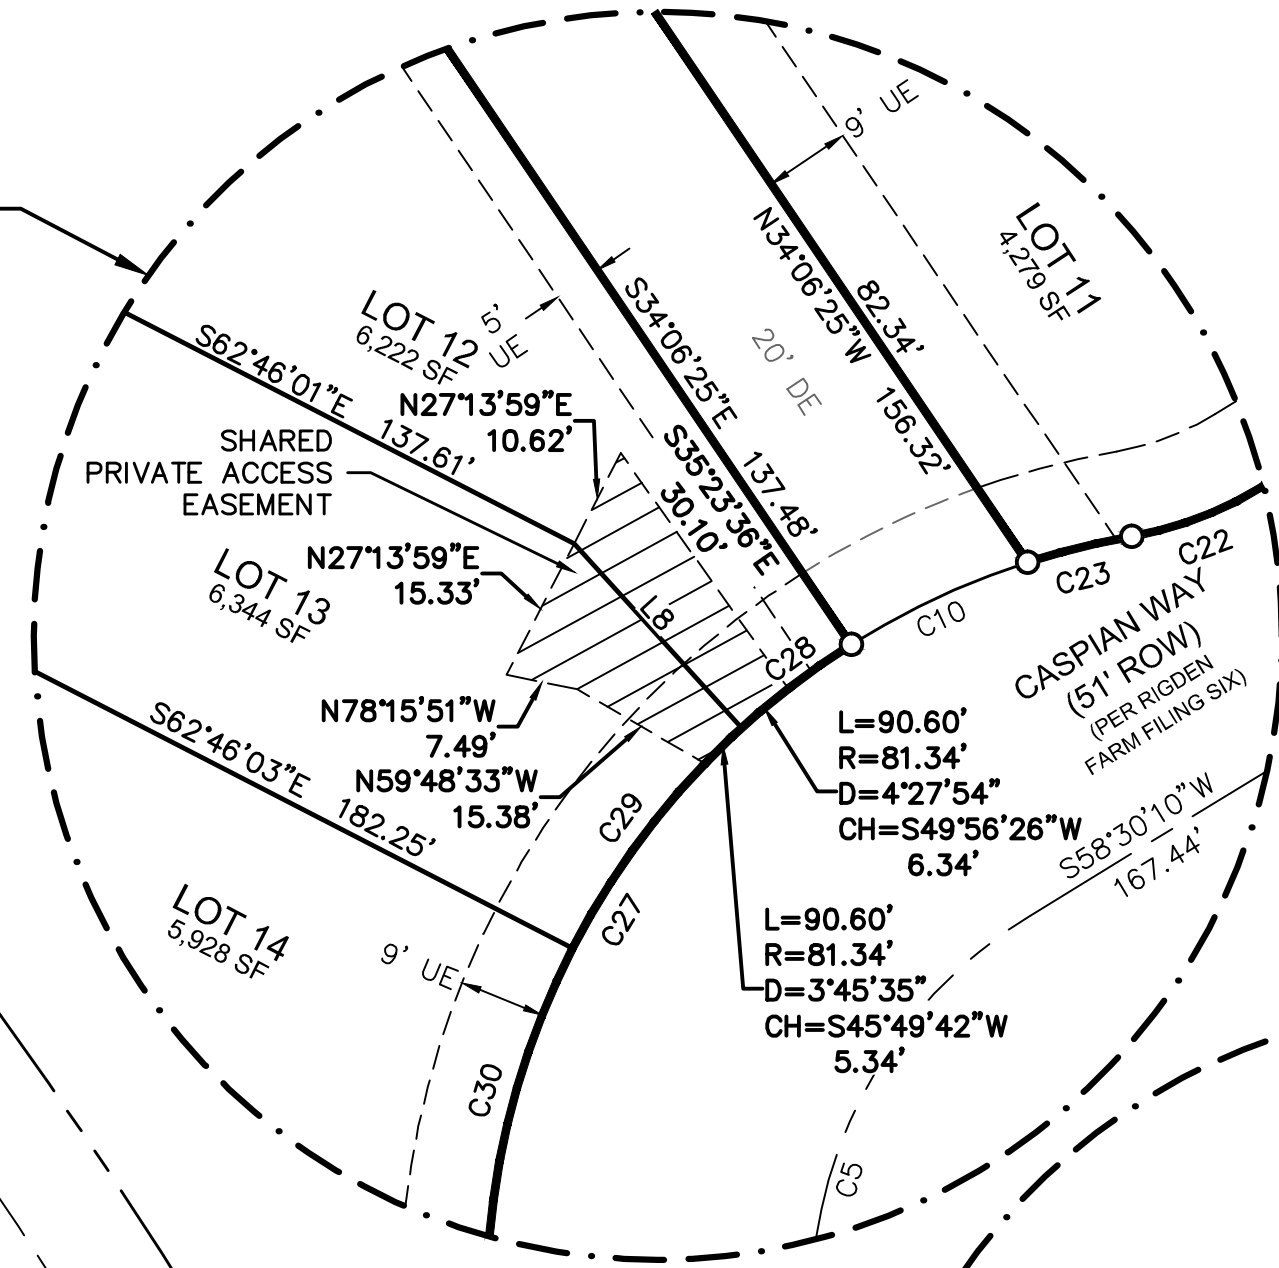 9' UE
LOT 11
4,279 SF
N34°06'25"W 156.32'
82.34'
20' DE
S34°06'25"E 137.48'
S35°23'36"E
30.10'
5'
UE
LOT 12
6,222 SF
S62°46'01"E 137.61'
N27°13'59"E
10.62'
SHARED
PRIVATE ACCESS
EASEMENT
N27°13'59"E
15.33'
LOT 13
6,344 SF
L8
C28
C10
C23
C22
CASPIAN WAY
(51' ROW)
(PER RIGDEN
FARM FILING SIX)
N78°15'51"W
7.49'
N59°48'33"W
15.38'
S62°46'03"E 182.25'
L=90.60'
R=81.34'
D=4°27'54"
CH=S49°56'26"W
6.34'
S58°30'10"W
167.44'
C29
C27
LOT 14
5,928 SF
9' UE
L=90.60'
R=81.34'
D=3°45'35"
CH=S45°49'42"W
5.34'
C30
C5